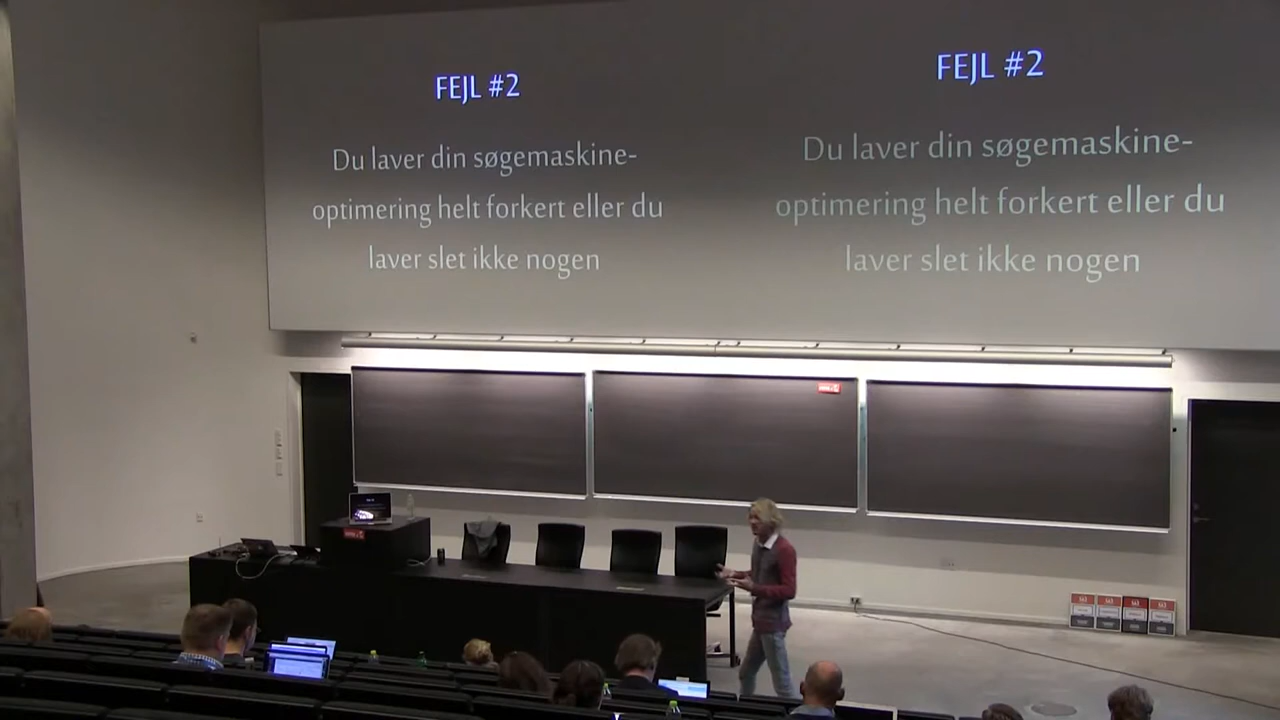 FEJL #2
Du laver din søgemaskine-
optimering helt forkert eller du
laver slet ikke nogen
FEJL #2
Du laver din søgemaskine-
optimering helt forkert eller du
laver slet ikke nogen